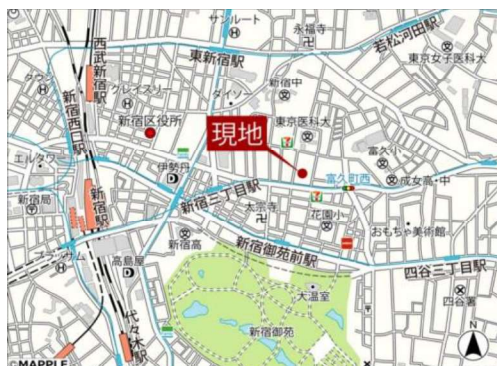 サンルート
永福寺
若松河田駅
東新宿駅
東京女子医科大
西武新宿駅
新宿中
ダイソー
グレイスリー
東京医科大
新宿区役所
新宿西口駅
現地
富久小
エルタワー
伊勢丹
富久町西
成女高・中
新宿三丁目駅
新宿局
新宿駅
太宗寺
花園小
おもちゃ美術館
新宿高
新宿御苑前駅
高島屋
四谷三丁目駅
大温室
四谷署
新宿御苑
代々木駅
N
©MAPPLE